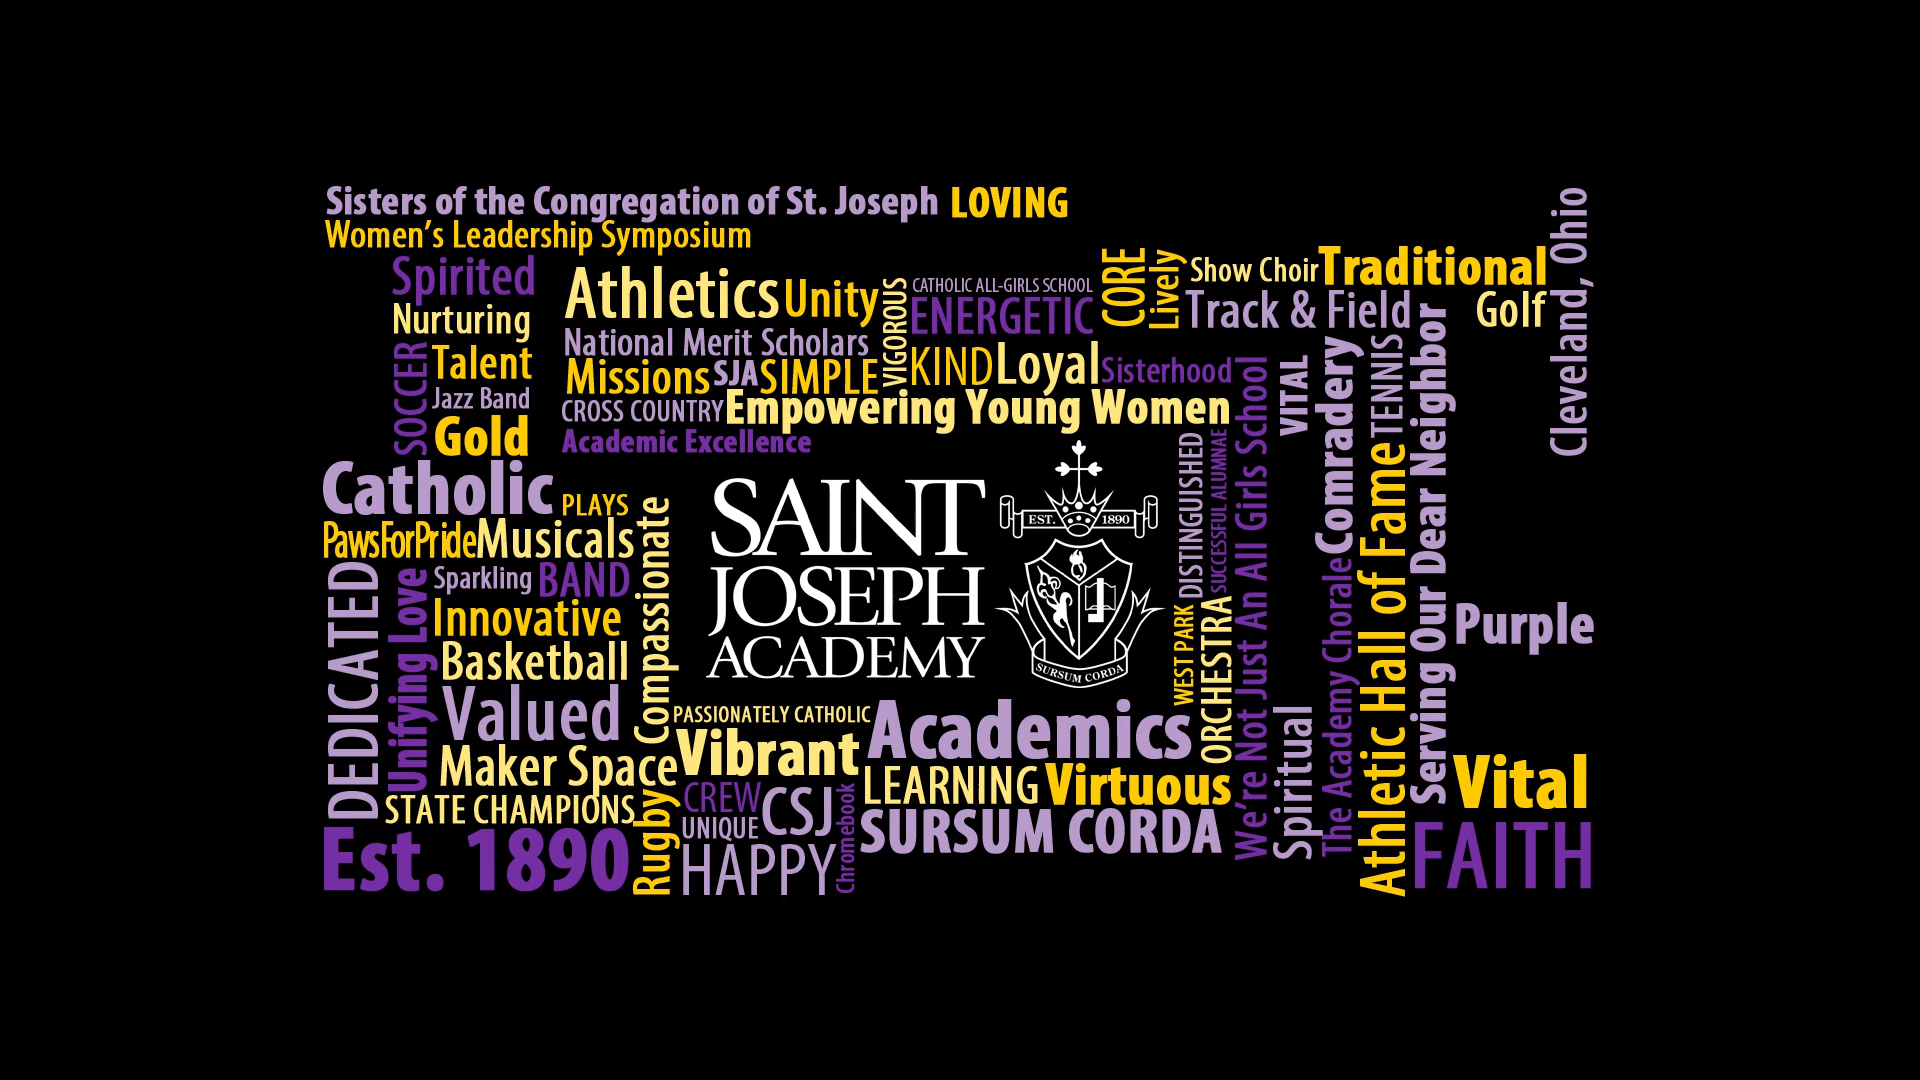 Sisters of the Congregation of St. Joseph
LOVING
Women's Leadership Symposium
Spirited
Nurturing
SOCCER
Talent
Jazz Band
Gold
Athletics
Unity
National Merit Scholars
Missions
SJA
SIMPLE
VIGOROUS
CATHOLIC ALL-GIRLS SCHOOL
ENERGETIC
KIND
Loyal
CORE
Lively
Show Choir
Traditional
Track & Field
Golf
Cleveland, Ohio
Sisterhood
CROSS COUNTRY
Empowering Young Women
Academic Excellence
VITAL
Comradery
TENNIS
Catholic
PLAYS
PawsForPride
Musicals
DEDICATED
Unifying Love
Sparkling
BAND
Innovative
Basketball
Valued
Maker Space
STATE CHAMPIONS
Est. 1890
Compassionate
SAINT
JOSEPH
ACADEMY
EST. 1890
SURSUM CORDA
DISTINGUISHED
SUCCESSFUL ALUMNAE
WEST PARK
ORCHESTRA
We're Not Just An All Girls School
Spiritual
The Academy Chorale
Athletic Hall of Fame
Serving Our Dear Neighbor
Purple
Vital
FAITH
PASSIONATELY CATHOLIC
Academics
Vibrant
Rugby
CREW
UNIQUE
CSJ
HAPPY
Chromebook
LEARNING
Virtuous
SURSUM CORDA